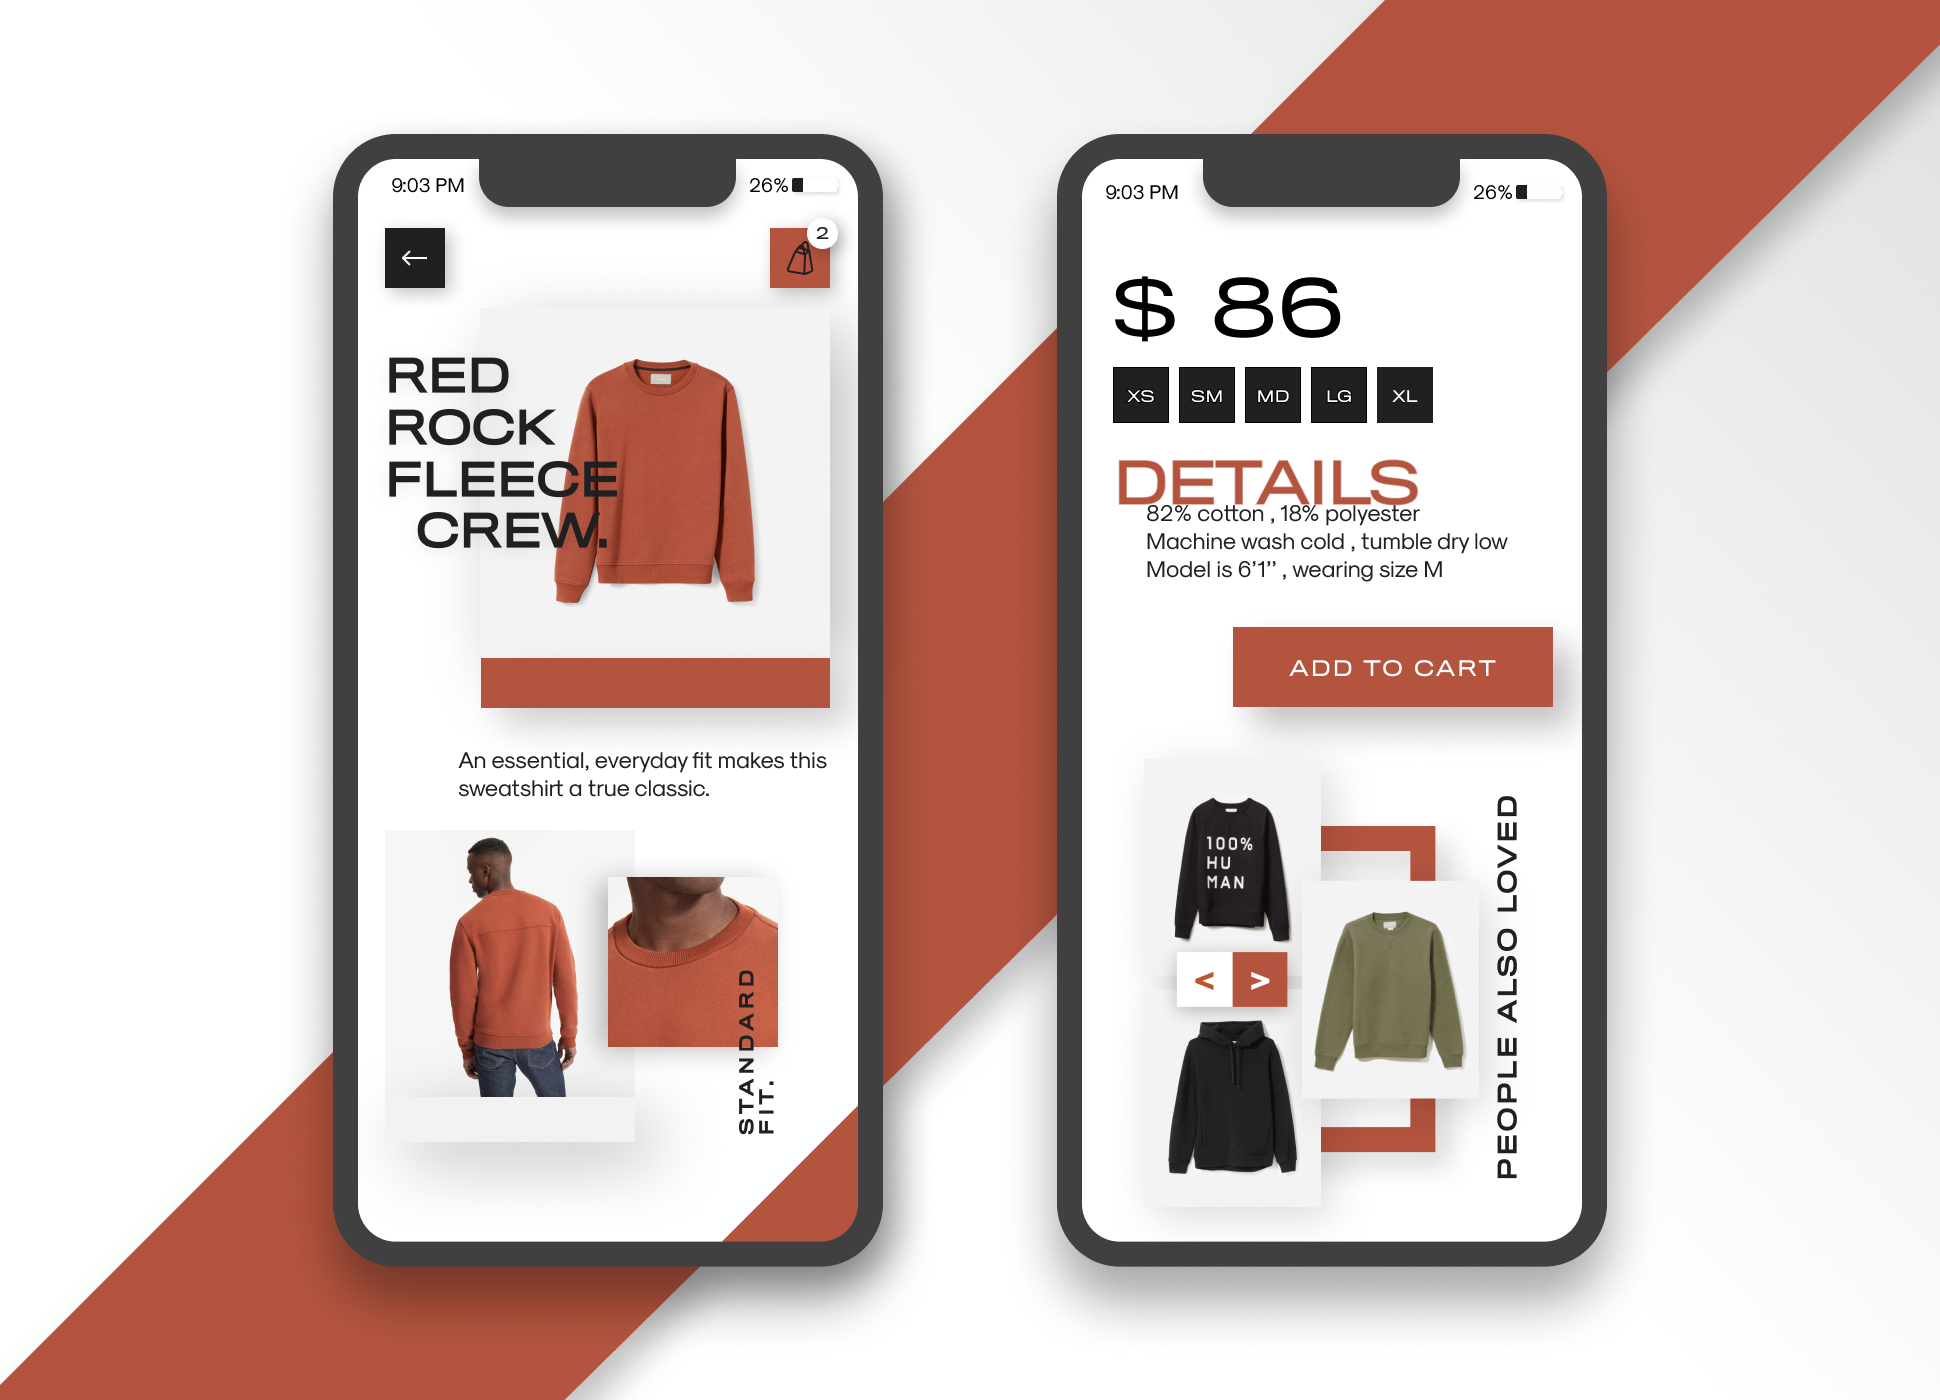 9:03 PM
26%
2
RED
ROCK
FLEECE
CREW.
An essential, everyday fit makes this
sweatshirt a true classic.
STANDARD
FIT.
9:03 PM
26%
$ 86
XS SM MD LG XL
DETAILS
82% cotton , 18% polyester
Machine wash cold , tumble dry low
Model is 6’1’’ , wearing size M
ADD TO CART
100%
HU
MAN
< >
PEOPLE ALSO LOVED